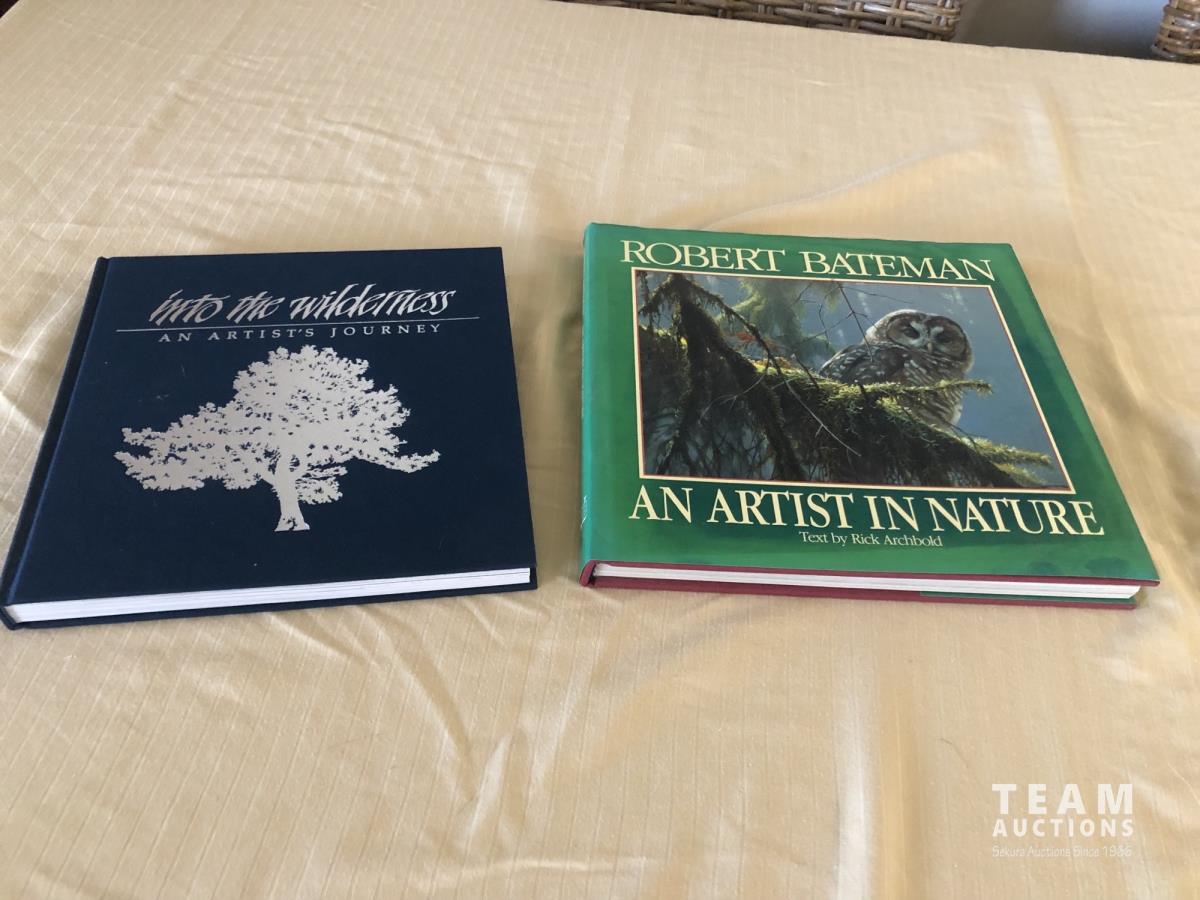 into the wilderness
AN ARTIST'S JOURNEY
ROBERT BATEMAN
AN ARTIST IN NATURE
Text by Rick Archbold
TEAM
AUCTIONS
Sekura Auctions Since 1966